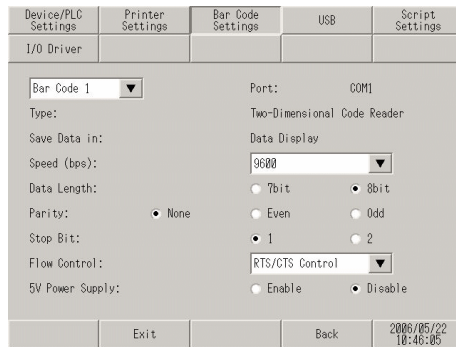 Device/PLC Settings Printer Settings Bar Code Settings USB Script Settings
I/O Driver
Bar Code 1 Port: COM1
Type: Two-Dimensional Code Reader
Save Data in: Data Display
Speed (bps): 9600
Data Length: 7bit 8bit
Parity: None Even Odd
Stop Bit: 1 2
Flow Control: RTS/CTS Control
5V Power Supply: Enable Disable
Exit Back 2006/05/22 10:46:05